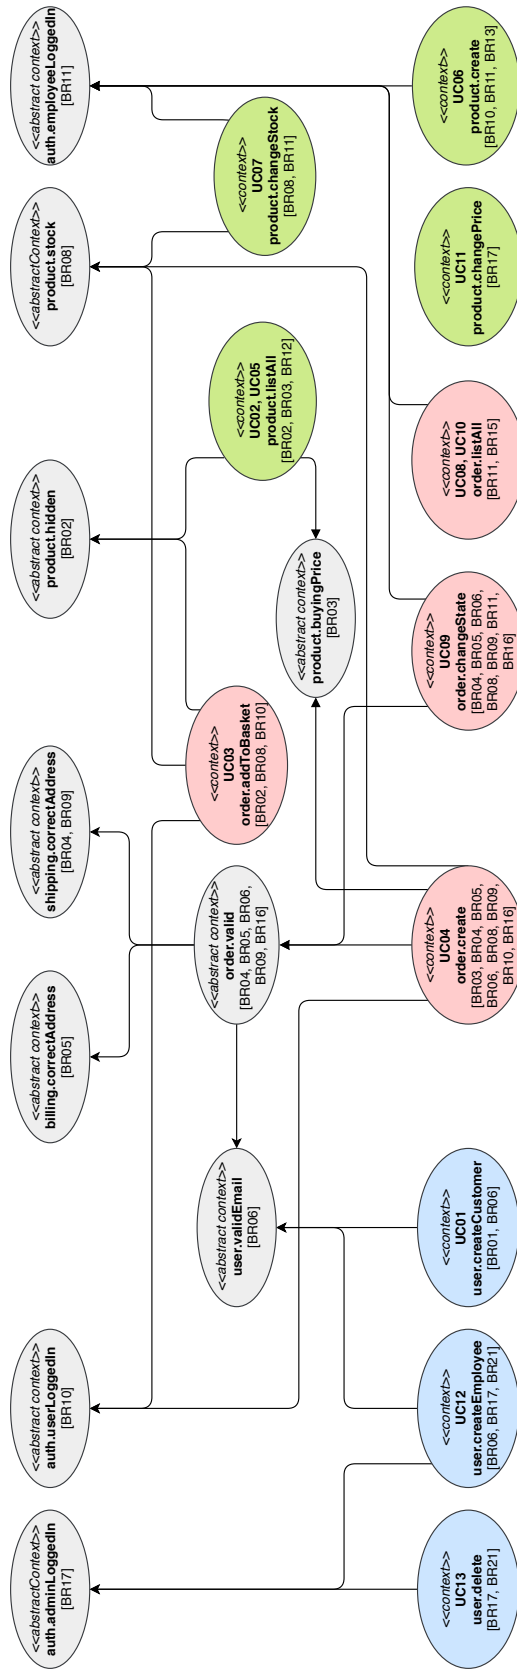 <<abstractContext>>
auth.adminLoggedIn
[BR17]
<<abstract context>>
auth.userLoggedIn
[BR10]
<<abstract context>>
billing.correctAddress
[BR05]
<<abstract context>>
shipping.correctAddress
[BR04, BR09]
<<abstract context>>
product.hidden
[BR02]
<<abstractContext>>
product.stock
[BR08]
<<abstract context>>
auth.employeeLoggedIn
[BR11]
<<abstract context>>
user.validEmail
[BR06]
<<abstract context>>
order.valid
[BR04, BR05, BR06,
BR09, BR16]
<<context>>
UC03
order.addToBasket
[BR02, BR08, BR10]
<<abstract context>>
product.buyingPrice
[BR03]
<<context>>
UC02, UC05
product.listAll
[BR02, BR03, BR12]
<<context>>
UC07
product.changeStock
[BR08, BR11]
<<context>>
UC13
user.delete
[BR17, BR21]
<<context>>
UC12
user.createEmployee
[BR06, BR17, BR21]
<<context>>
UC01
user.createCustomer
[BR01, BR06]
<<context>>
UC04
order.create
[BR03, BR04, BR05,
BR06, BR08, BR09,
BR10, BR16]
<<context>>
UC09
order.changeState
[BR04, BR05, BR06,
BR08, BR09, BR11,
BR16]
<<context>>
UC08, UC10
order.listAll
[BR11, BR15]
<<context>>
UC11
product.changePrice
[BR17]
<<context>>
UC06
product.create
[BR10, BR11, BR13]